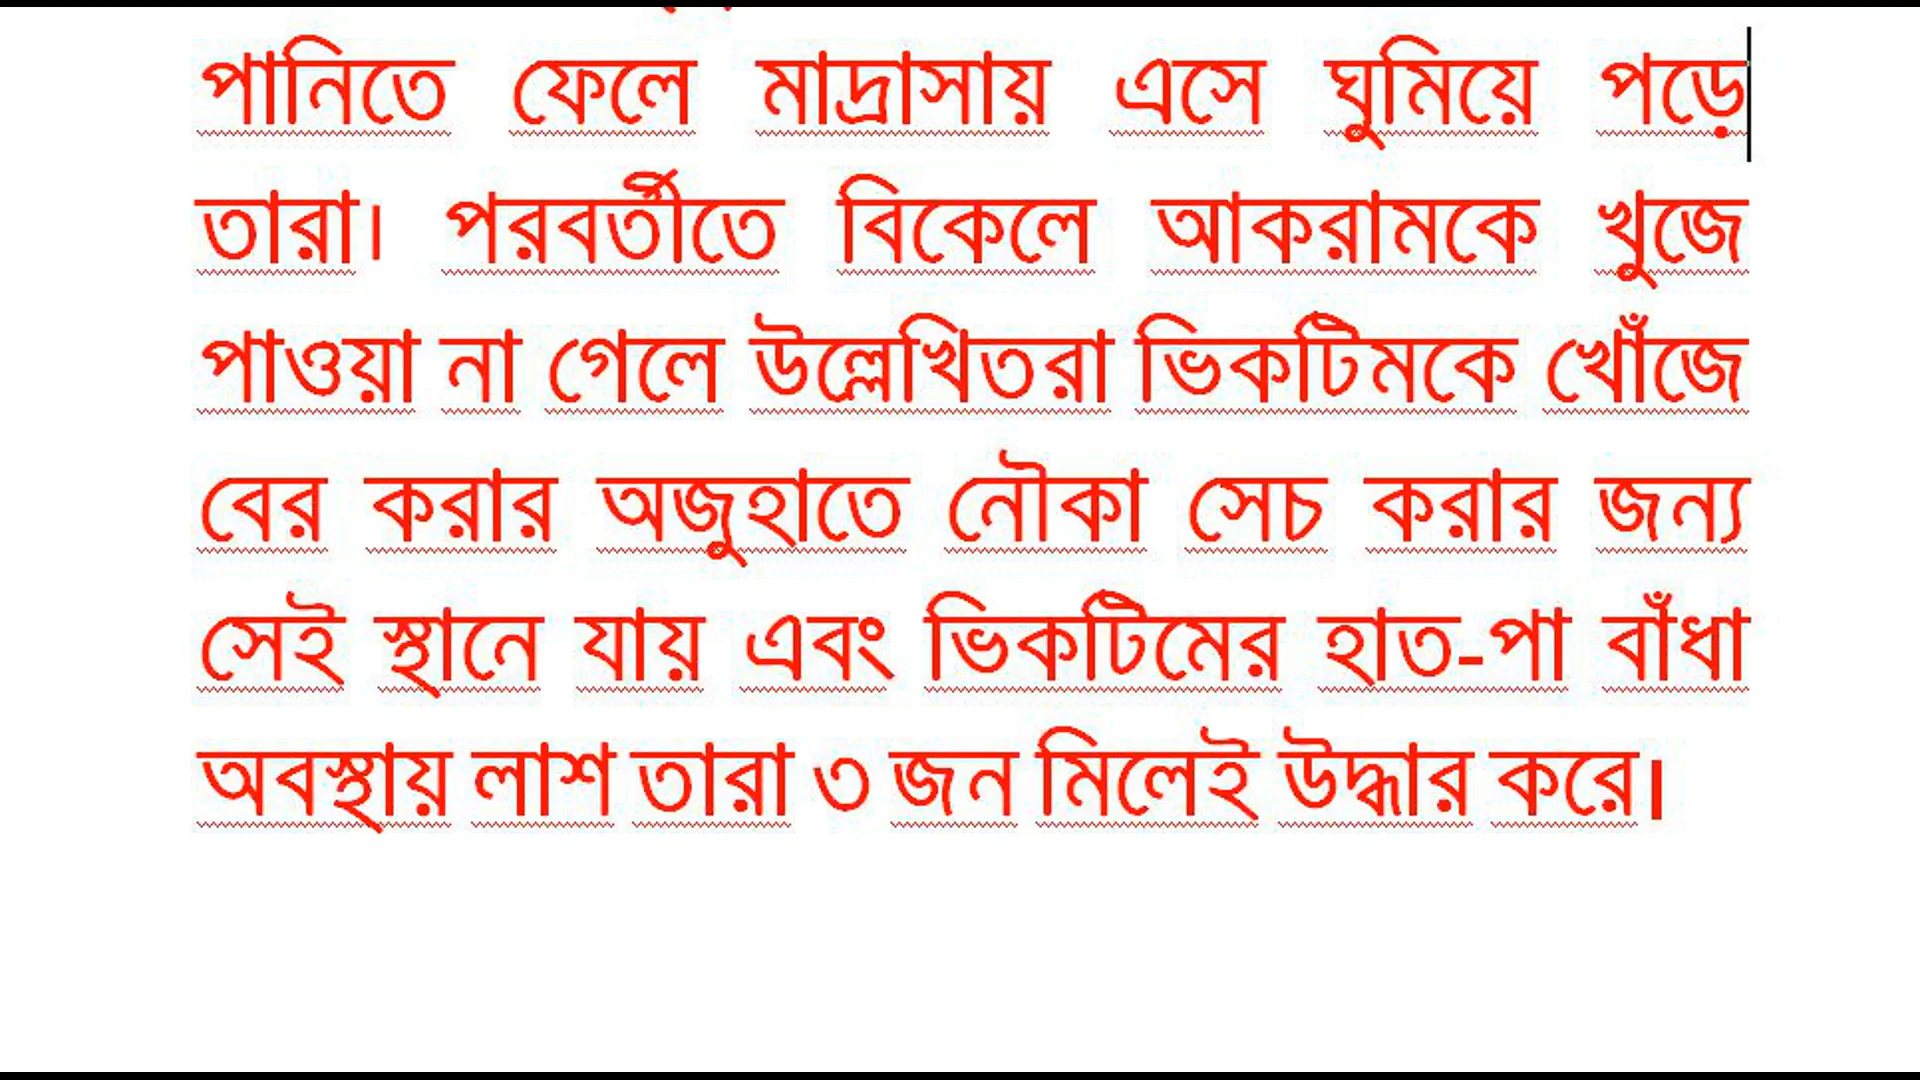 পানিতে ফেলে মাদ্রাসায় এসে ঘুমিয়ে পড়ে
তারা। পরবর্তীতে বিকেলে আকরামকে খুজে
পাওয়া না গেলে উল্লেখিতরা ভিকটিমকে খোঁজে
বের করার অজুহাতে নৌকা সেচ করার জন্য
সেই স্থানে যায় এবং ভিকটিমের হাত-পা বাঁধা
অবস্থায় লাশ তারা ৩ জন মিলেই উদ্ধার করে।